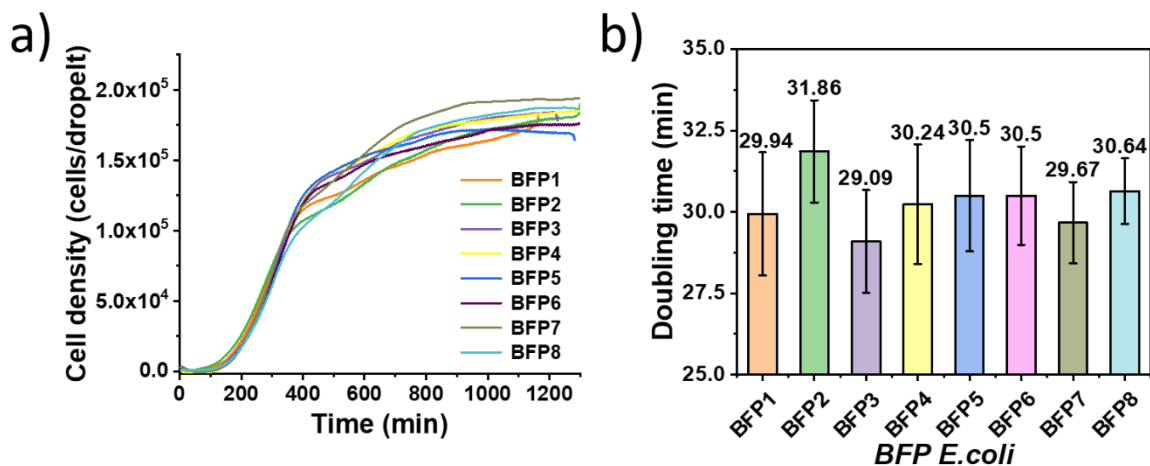 a)
Cell density (cells/dropelt)
2.0x10⁵
1.5x10⁵
1.0x10⁵
5.0x10⁴
0.0
0
200
400
600
800
1000
1200
Time (min)
BFP1
BFP2
BFP3
BFP4
BFP5
BFP6
BFP7
BFP8
b)
Doubling time (min)
35.0
32.5
30.0
27.5
25.0
29.94
31.86
29.09
30.24
30.5
30.5
29.67
30.64
BFP1
BFP2
BFP3
BFP4
BFP5
BFP6
BFP7
BFP8
BFP E.coli